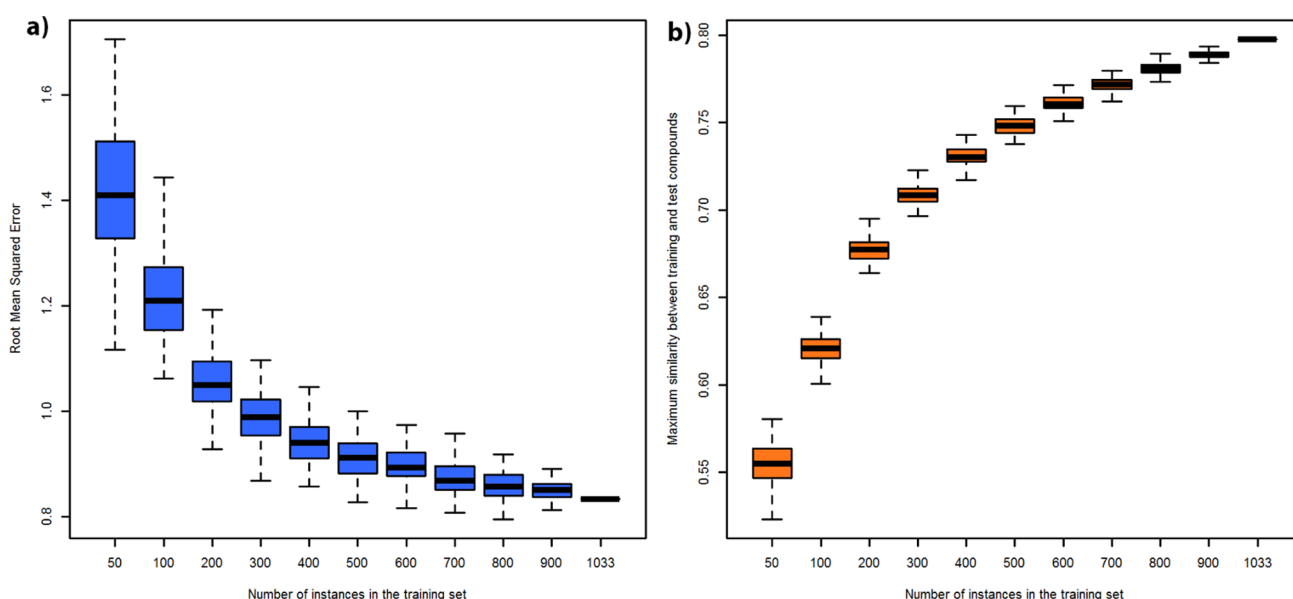 a)
Root Mean Squared Error
1.6
1.4
1.2
1.0
0.8
50 100 200 300 400 500 600 700 800 900 1033
Number of instances in the training set
b)
Maximum similarity between training and test compounds
0.80
0.75
0.70
0.65
0.60
0.55
50 100 200 300 400 500 600 700 800 900 1033
Number of instances in the training set